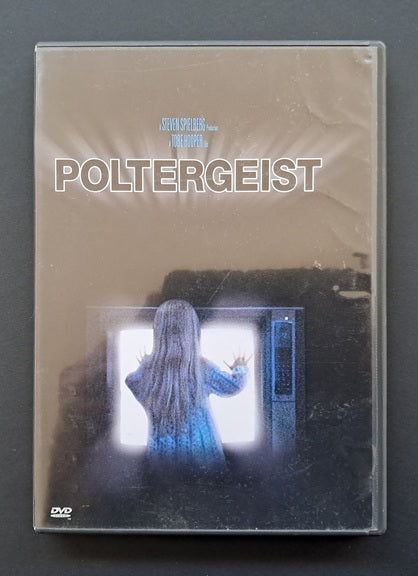 A STEVEN SPIELBERG Production
A TOBE HOOPER Film
POLTERGEIST
DVD